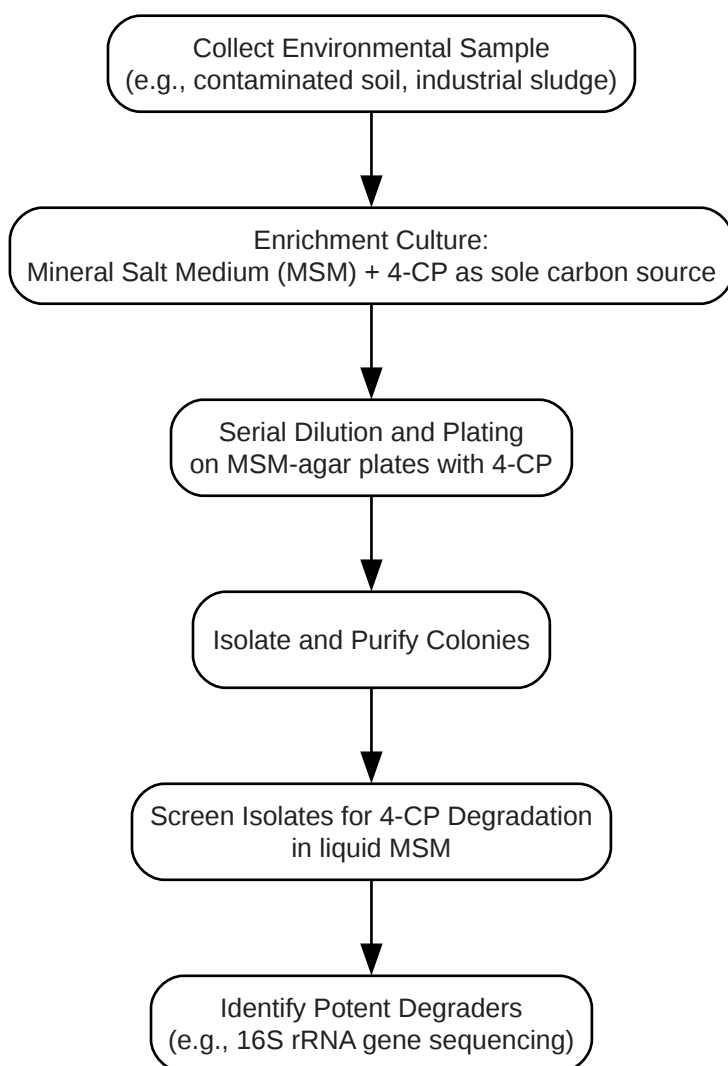 Collect Environmental Sample
(e.g., contaminated soil, industrial sludge)
Enrichment Culture:
Mineral Salt Medium (MSM) + 4-CP as sole carbon source
Serial Dilution and Plating
on MSM-agar plates with 4-CP
Isolate and Purify Colonies
Screen Isolates for 4-CP Degradation
in liquid MSM
Identify Potent Degraders
(e.g., 16S rRNA gene sequencing)